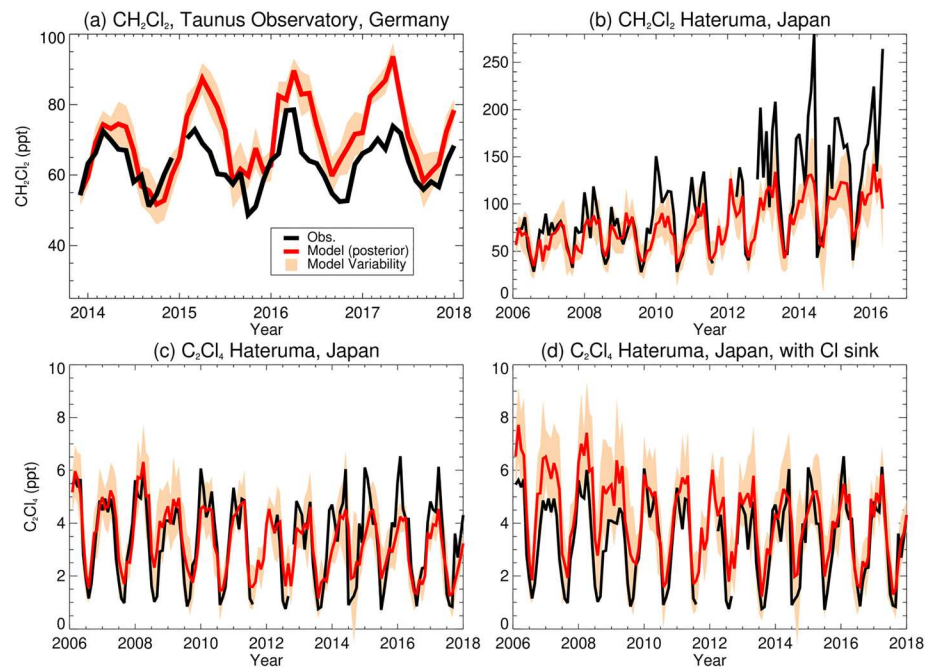 (a) CH₂Cl₂, Taunus Observatory, Germany
100
80
60
40
CH₂Cl₂ (ppt)
Obs.
Model (posterior)
Model Variability
2014 2015 2016 2017 2018
Year
(b) CH₂Cl₂ Hateruma, Japan
250
200
150
100
50
0
2006 2008 2010 2012 2014 2016
Year
(c) C₂Cl₄ Hateruma, Japan
10
8
6
4
2
0
C₂Cl₄ (ppt)
2006 2008 2010 2012 2014 2016 2018
Year
(d) C₂Cl₄ Hateruma, Japan, with Cl sink
10
8
6
4
2
0
2006 2008 2010 2012 2014 2016 2018
Year